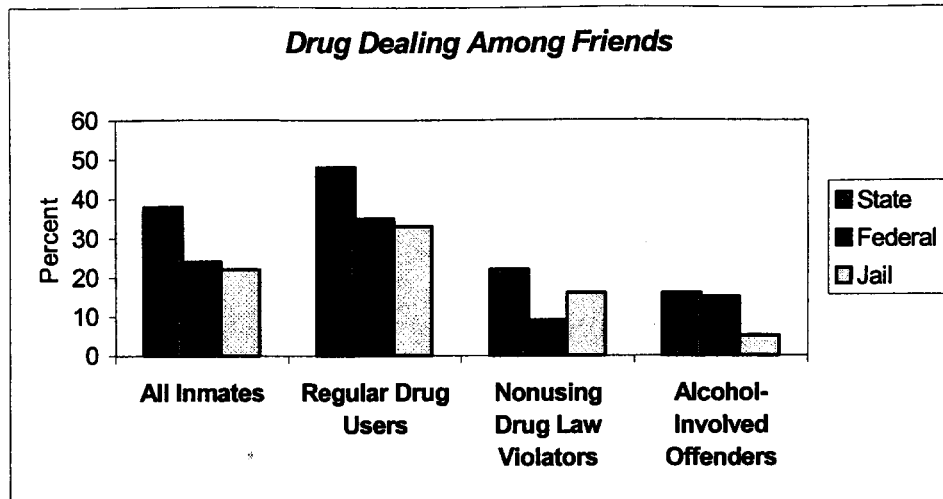 Drug Dealing Among Friends
60
50
40
30
20
10
0
Percent
All Inmates
Regular Drug
Users
Nonusing
Drug Law
Violators
Alcohol-
Involved
Offenders
State
Federal
Jail